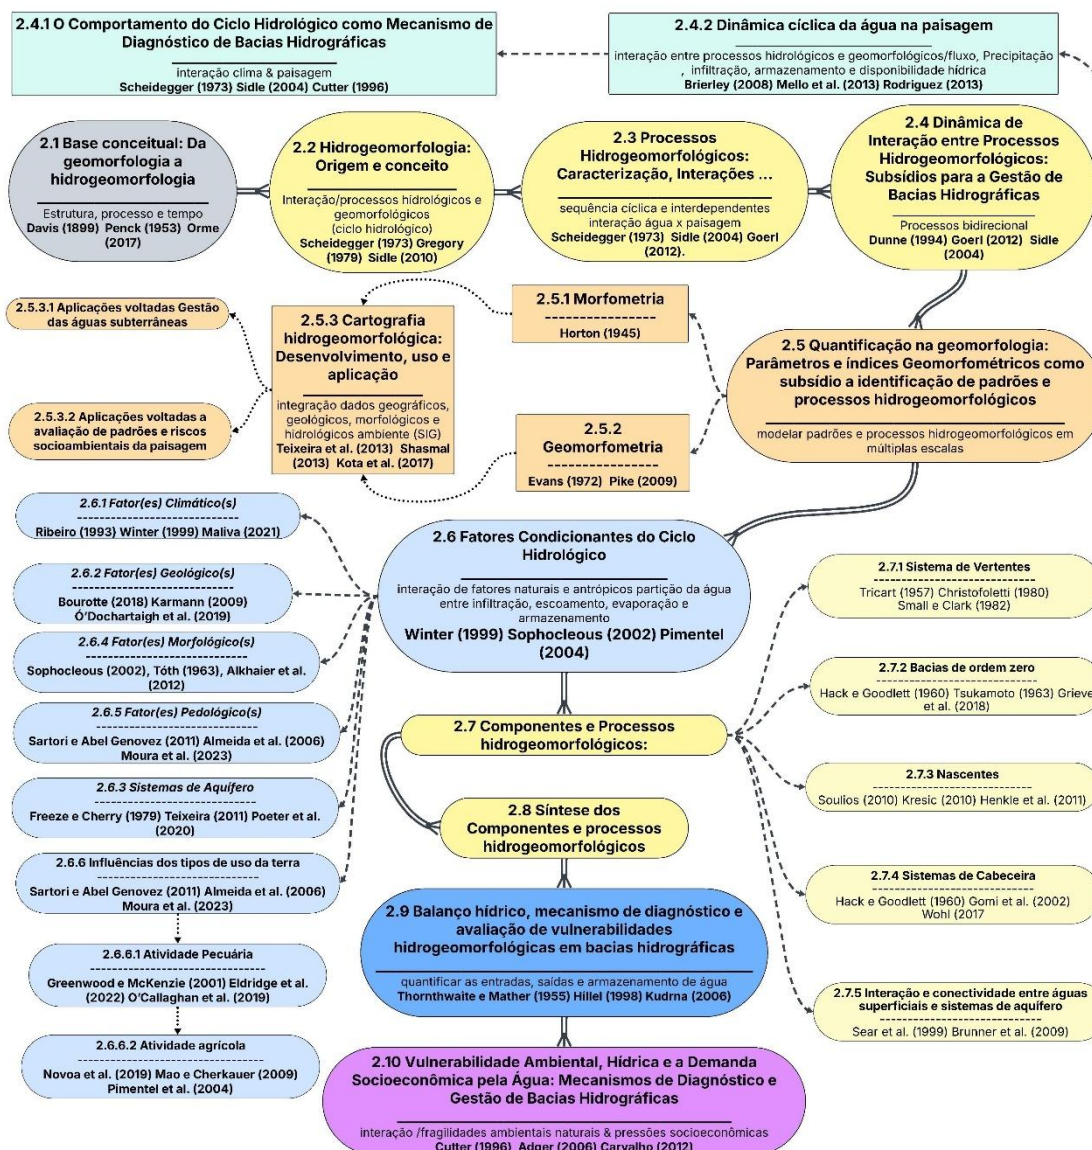 2.4.1 O Comportamento do Ciclo Hidrológico como Mecanismo de
Diagnóstico de Bacias Hidrográficas
interação clima & paisagem
Scheidegger (1973) Sidle (2004) Cutter (1996)
2.4.2 Dinâmica cíclica da água na paisagem
interação entre processos hidrológicos e geomorfológicos/fluxo, Precipitação
, infiltração, armazenamento e disponibilidade hídrica
Brierley (2008) Mello et al. (2013) Rodriguez (2013)
2.1 Base conceitual: Da
geomorfologia a
hidrogeomorfologia
Estrutura, processo e tempo
Davis (1899) Penck (1953) Orme
(2017)
2.2 Hidrogeomorfologia:
Origem e conceito
Interação/processos hidrológicos e
geomorfológicos
(ciclo hidrológico)
Scheidegger (1973) Gregory
(1979) Sidle (2010)
2.3 Processos
Hidrogeomorfológicos:
Caracterização, Interações ...
sequência cíclica e interdependentes
interação água x paisagem
Scheidegger (1973) Sidle (2004) Goerl
(2012).
2.4 Dinâmica de
Interação entre Processos
Hidrogeomorfológicos:
Subsídios para a Gestão de
Bacias Hidrográficas
Processos bidirecional
Dunne (1994) Goerl (2012) Sidle
(2004)
2.5.3.1 Aplicações voltadas Gestão
das águas subterrâneas
2.5.3.2 Aplicações voltadas a
avaliação de padrões e riscos
socioambientais da paisagem
2.5.3 Cartografia
hidrogeomorfológica:
Desenvolvimento, uso e
aplicação
integração dados geográficos,
geológicos, morfológicos e
hidrológicos ambiente (SIG)
Teixeira et al. (2013) Shasmal
(2013) Kota et al. (2017)
2.5.1 Morfometria
Horton (1945)
2.5.2
Geomorfometria
Evans (1972) Pike (2009)
2.5 Quantificação na geomorfologia:
Parâmetros e índices Geomorfométricos como
subsídio a identificação de padrões e
processos hidrogeomorfológicos
modelar padrões e processos hidrogeomorfológicos em
múltiplas escalas
2.6.1 Fator(es) Climático(s)
Ribeiro (1993) Winter (1999) Maliva (2021)
2.6.2 Fator(es) Geológico(s)
Bourotte (2018) Karmann (2009)
Ó'Dochartaigh et al. (2019)
2.6.4 Fator(es) Morfológico(s)
Sophocleous (2002), Tóth (1963), Alkhaier et al.
(2012)
2.6.5 Fator(es) Pedológico(s)
Sartori e Abel Genovez (2011) Almeida et al. (2006)
Moura et al. (2023)
2.6.3 Sistemas de Aquífero
Freeze e Cherry (1979) Teixeira (2011) Poeter et al.
(2020)
2.6.6 Influências dos tipos de uso da terra
Sartori e Abel Genovez (2011) Almeida et al. (2006)
Moura et al. (2023)
2.6.6.1 Atividade Pecuária
Greenwood e McKenzie (2001) Eldridge et al.
(2022) O'Callaghan et al. (2019)
2.6.6.2 Atividade agrícola
Novoa et al. (2019) Mao e Cherkauer (2009)
Pimentel et al. (2004)
2.6 Fatores Condicionantes do Ciclo
Hidrológico
interação de fatores naturais e antrópicos partição da água
entre infiltração, escoamento, evaporação e
armazenamento
Winter (1999) Sophocleous (2002) Pimentel
(2004)
2.7 Componentes e Processos
hidrogeomorfológicos:
2.8 Síntese dos
Componentes e processos
hidrogeomorfológicos
2.9 Balanço hídrico, mecanismo de diagnóstico e
avaliação de vulnerabilidades
hidrogeomorfológicas em bacias hidrográficas
quantificar as entradas, saídas e armazenamento de água
Thornthwaite e Mather (1955) Hillel (1998) Kudrna (2006)
2.10 Vulnerabilidade Ambiental, Hídrica e a Demanda
Socioeconômica pela Água: Mecanismos de Diagnóstico e
Gestão de Bacias Hidrográficas
interação /fragilidades ambientais naturais & pressões socioeconômicas
Cutter (1996), Adger (2006) Carvalho (2012)
2.7.1 Sistema de Vertentes
Tricart (1957) Christofoletti (1980)
Small e Clark (1982)
2.7.2 Bacias de ordem zero
Hack e Goodlett (1960) Tsukamoto (1963) Grieve
et al. (2018)
2.7.3 Nascentes
Soulios (2010) Kresic (2010) Henkle et al. (2011)
2.7.4 Sistemas de Cabeceira
Hack e Goodlett (1960) Gomi et al. (2002)
Wohl (2017
2.7.5 Interação e conectividade entre águas
superficiais e sistemas de aquífero
Sear et al. (1999) Brunner et al. (2009)